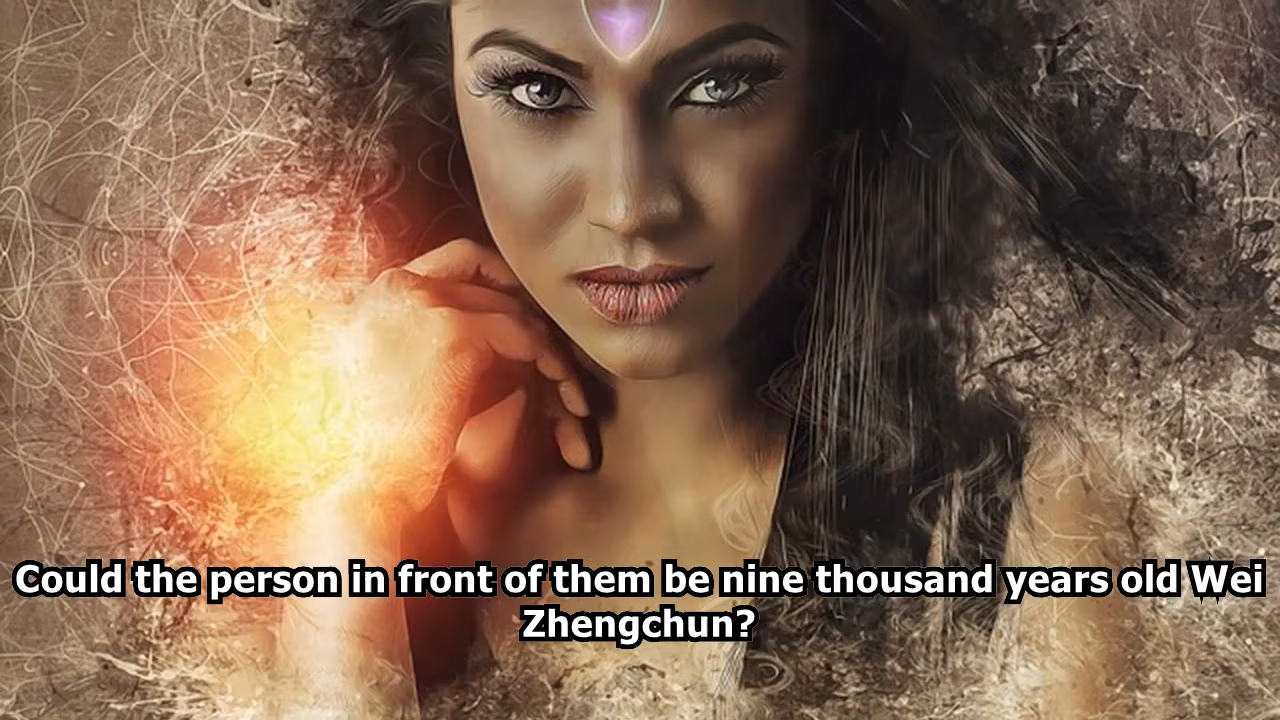 Could the person in front of them be nine thousand years old Wei
Zhengchun?